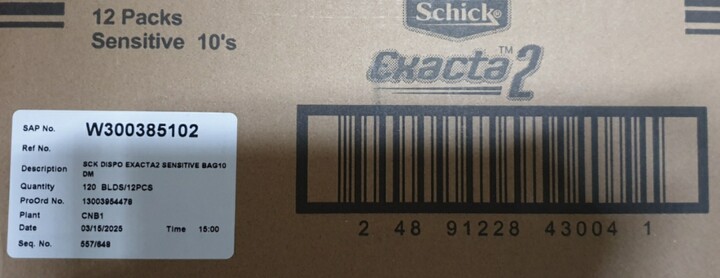 12 Packs
Sensitive 10's
Schick®
Exacta™2
SAP No. W300385102
Ref No.
Description SCK DISPO EXACTA2 SENSITIVE BAG10
DM
Quantity 120 BLDS/12PCS
ProOrd No. 13003954478
Plant CNB1
Date 03/15/2025 Time 15:00
Seq. No. 557/648
2 48 91228 43004 1